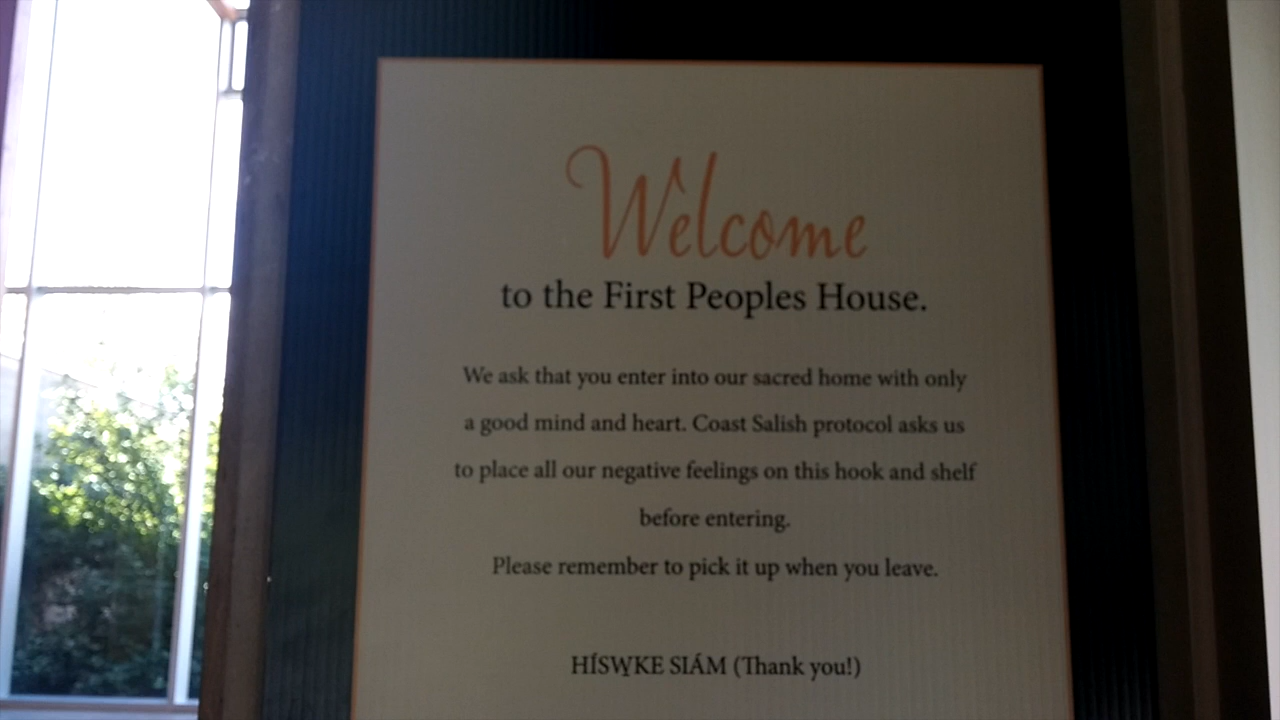 Welcome
to the First Peoples House.
We ask that you enter into our sacred home with only
a good mind and heart. Coast Salish protocol asks us
to place all our negative feelings on this hook and shelf
before entering.
Please remember to pick it up when you leave.
HÍSW̱ḴE SIÁM (Thank you!)